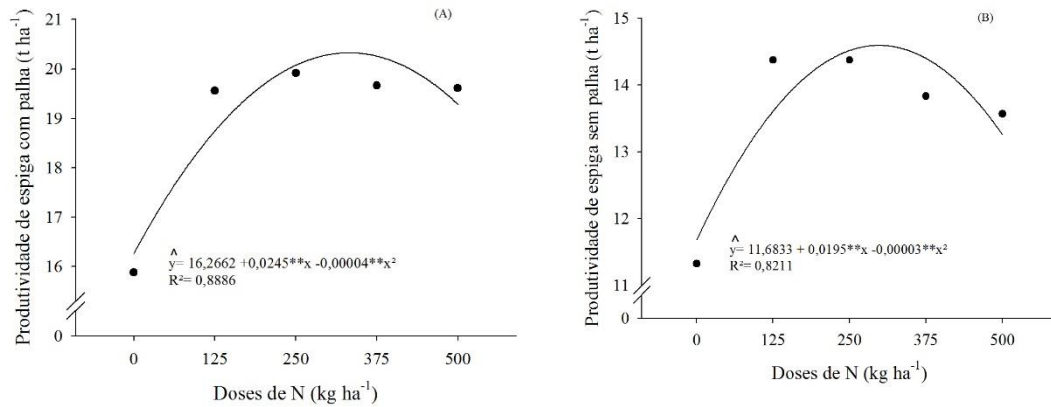 (A)
Produtividade de espiga com palha (t ha⁻¹)
21
20
19
18
17
16
0
ŷ= 16,2662 +0,0245**x -0,00004**x²
R²= 0,8886
0 125 250 375 500
Doses de N (kg ha⁻¹)
(B)
Produtividade de espiga sem palha (t ha⁻¹)
15
14
13
12
11
0
ŷ= 11,6833 + 0,0195**x -0,00003**x²
R²= 0,8211
0 125 250 375 500
Doses de N (kg ha⁻¹)